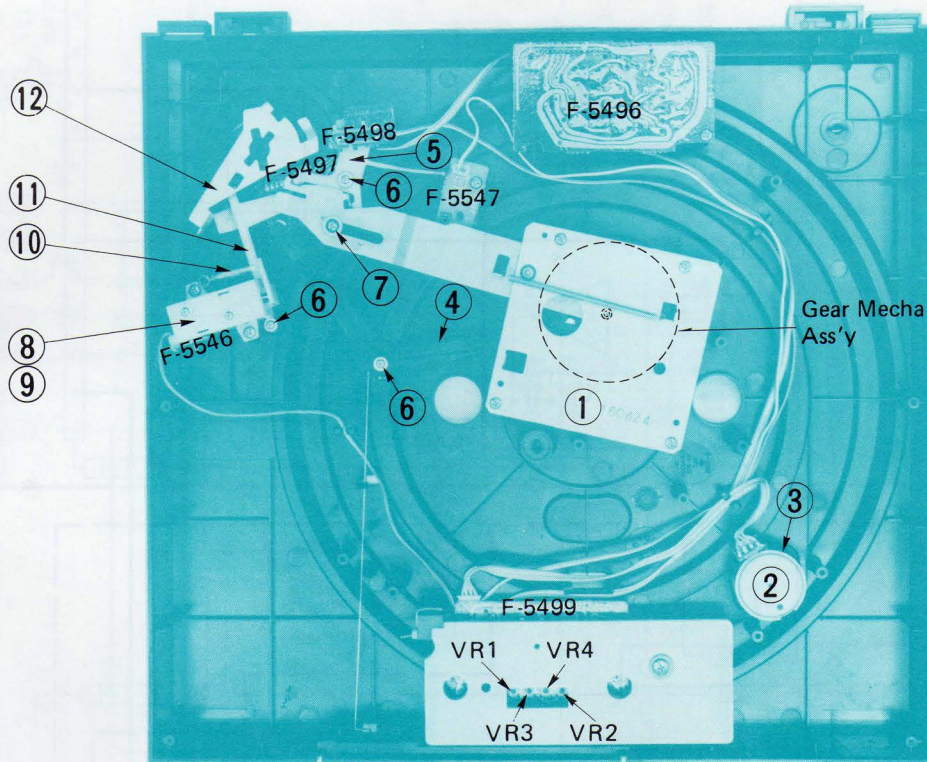 F-5496
⑫
F-5498
⑤
F-5497
⑥
F-5547
⑪
⑩
⑦
④
⑥
Gear Mecha
Ass'y
⑧
F-5546
⑨
⑥
①
③
②
F-5499
VR1
VR4
VR3
VR2